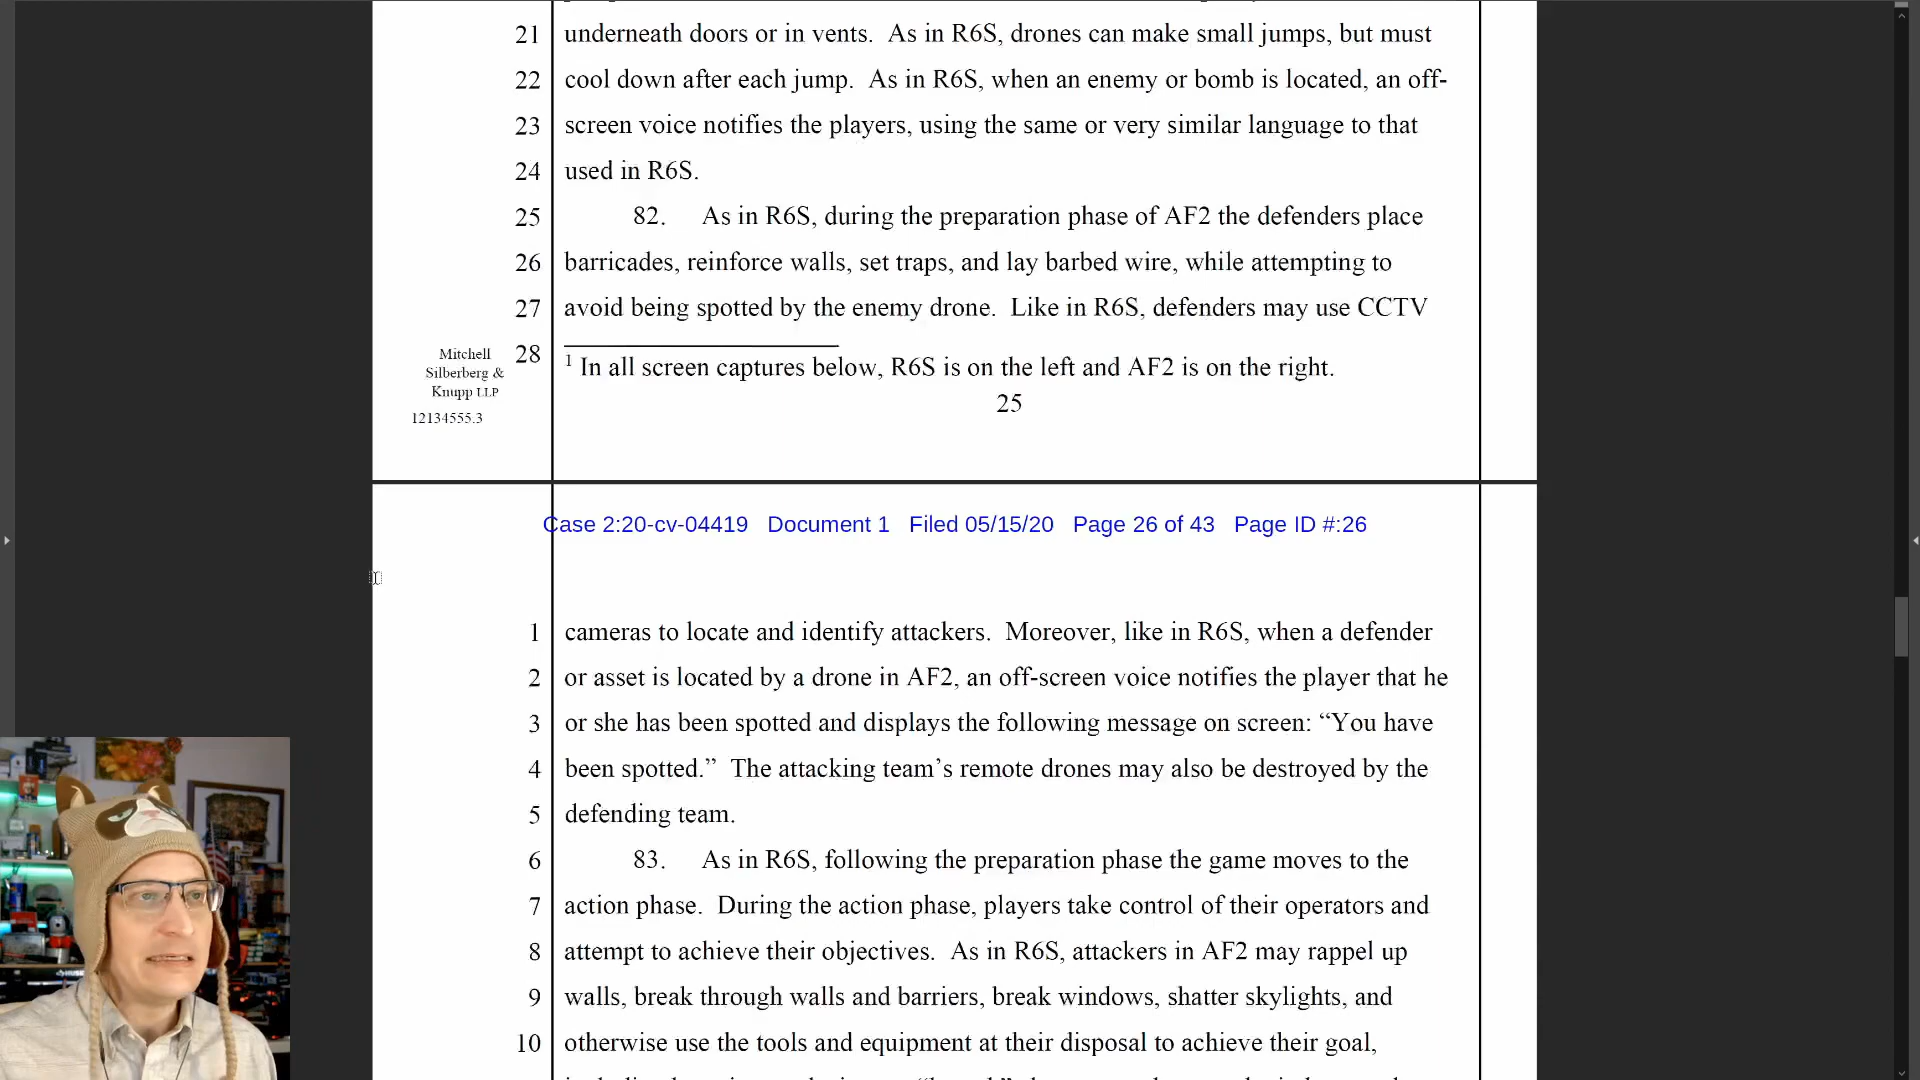 21 underneath doors or in vents. As in R6S, drones can make small jumps, but must
22 cool down after each jump. As in R6S, when an enemy or bomb is located, an off-
23 screen voice notifies the players, using the same or very similar language to that
24 used in R6S.
25 82. As in R6S, during the preparation phase of AF2 the defenders place
26 barricades, reinforce walls, set traps, and lay barbed wire, while attempting to
27 avoid being spotted by the enemy drone. Like in R6S, defenders may use CCTV
28
1 In all screen captures below, R6S is on the left and AF2 is on the right.
Mitchell
Silberberg &
Knupp LLP
12134555.3
25
Case 2:20-cv-04419 Document 1 Filed 05/15/20 Page 26 of 43 Page ID #:26
1 cameras to locate and identify attackers. Moreover, like in R6S, when a defender
2 or asset is located by a drone in AF2, an off-screen voice notifies the player that he
3 or she has been spotted and displays the following message on screen: “You have
4 been spotted.” The attacking team’s remote drones may also be destroyed by the
5 defending team.
6 83. As in R6S, following the preparation phase the game moves to the
7 action phase. During the action phase, players take control of their operators and
8 attempt to achieve their objectives. As in R6S, attackers in AF2 may rappel up
9 walls, break through walls and barriers, break windows, shatter skylights, and
10 otherwise use the tools and equipment at their disposal to achieve their goal,